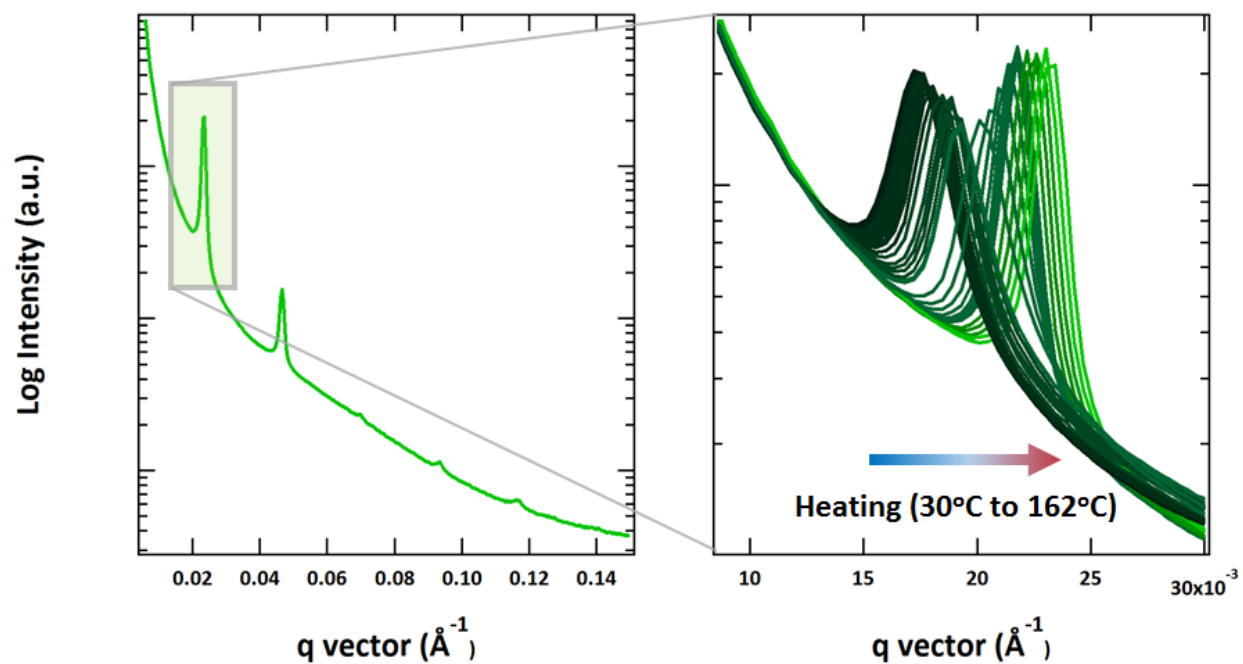 Log Intensity (a.u.)
0.02 0.04 0.06 0.08 0.10 0.12 0.14
q vector (Å⁻¹)
Heating (30°C to 162°C)
10 15 20 25 30x10⁻³
q vector (Å⁻¹)